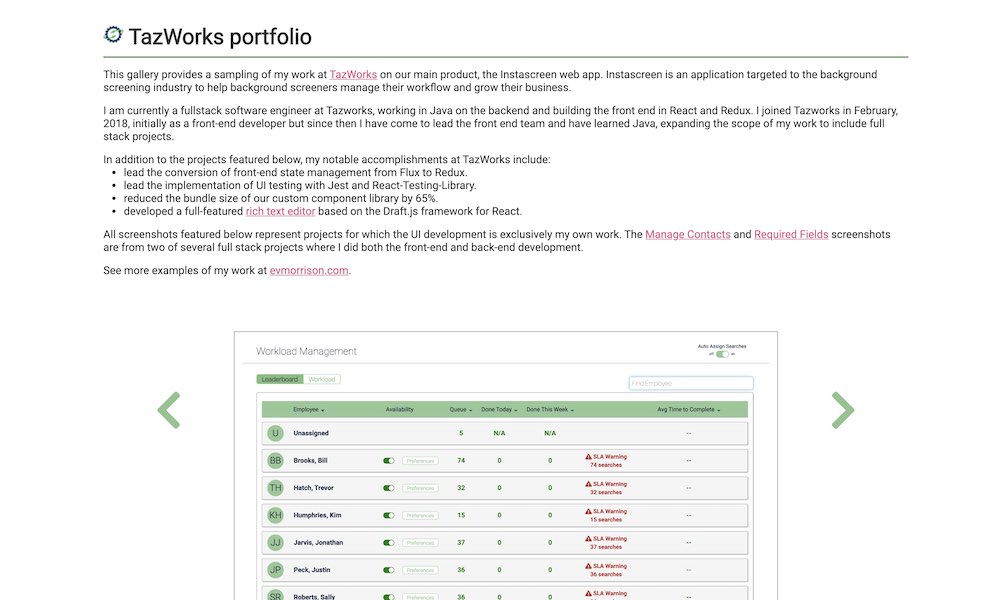 TazWorks portfolio
This gallery provides a sampling of my work at TazWorks on our main product, the Instascreen web app. Instascreen is an application targeted to the background
screening industry to help background screeners manage their workflow and grow their business.
I am currently a fullstack software engineer at Tazworks, working in Java on the backend and building the front end in React and Redux. I joined Tazworks in February,
2018, initially as a front-end developer but since then I have come to lead the front end team and have learned Java, expanding the scope of my work to include full
stack projects.
In addition to the projects featured below, my notable accomplishments at TazWorks include:
• lead the conversion of front-end state management from Flux to Redux.
• lead the implementation of UI testing with Jest and React-Testing-Library.
• reduced the bundle size of our custom component library by 65%.
• developed a full-featured rich text editor based on the Draft.js framework for React.
All screenshots featured below represent projects for which the UI development is exclusively my own work. The Manage Contacts and Required Fields screenshots
are from two of several full stack projects where I did both the front-end and back-end development.
See more examples of my work at evmorrison.com.
Auto Assign Searches
Workload Management
off on
Leaderboard Workload
Find Employee
Employee Availability Queue Done Today Done This Week Avg Time to Complete
U Unassigned 5 N/A N/A --
BB Brooks, Bill Preferences 74 0 0 SLA Warning 74 searches --
TH Hatch, Trevor Preferences 32 0 0 SLA Warning 32 searches --
KH Humphries, Kim Preferences 15 0 0 SLA Warning 15 searches --
JJ Jarvis, Jonathan Preferences 37 0 0 SLA Warning 37 searches --
JP Peck, Justin Preferences 36 0 0 SLA Warning 36 searches --
SR Roberts, Sally Preferences 36 0 0 SLA Warning --